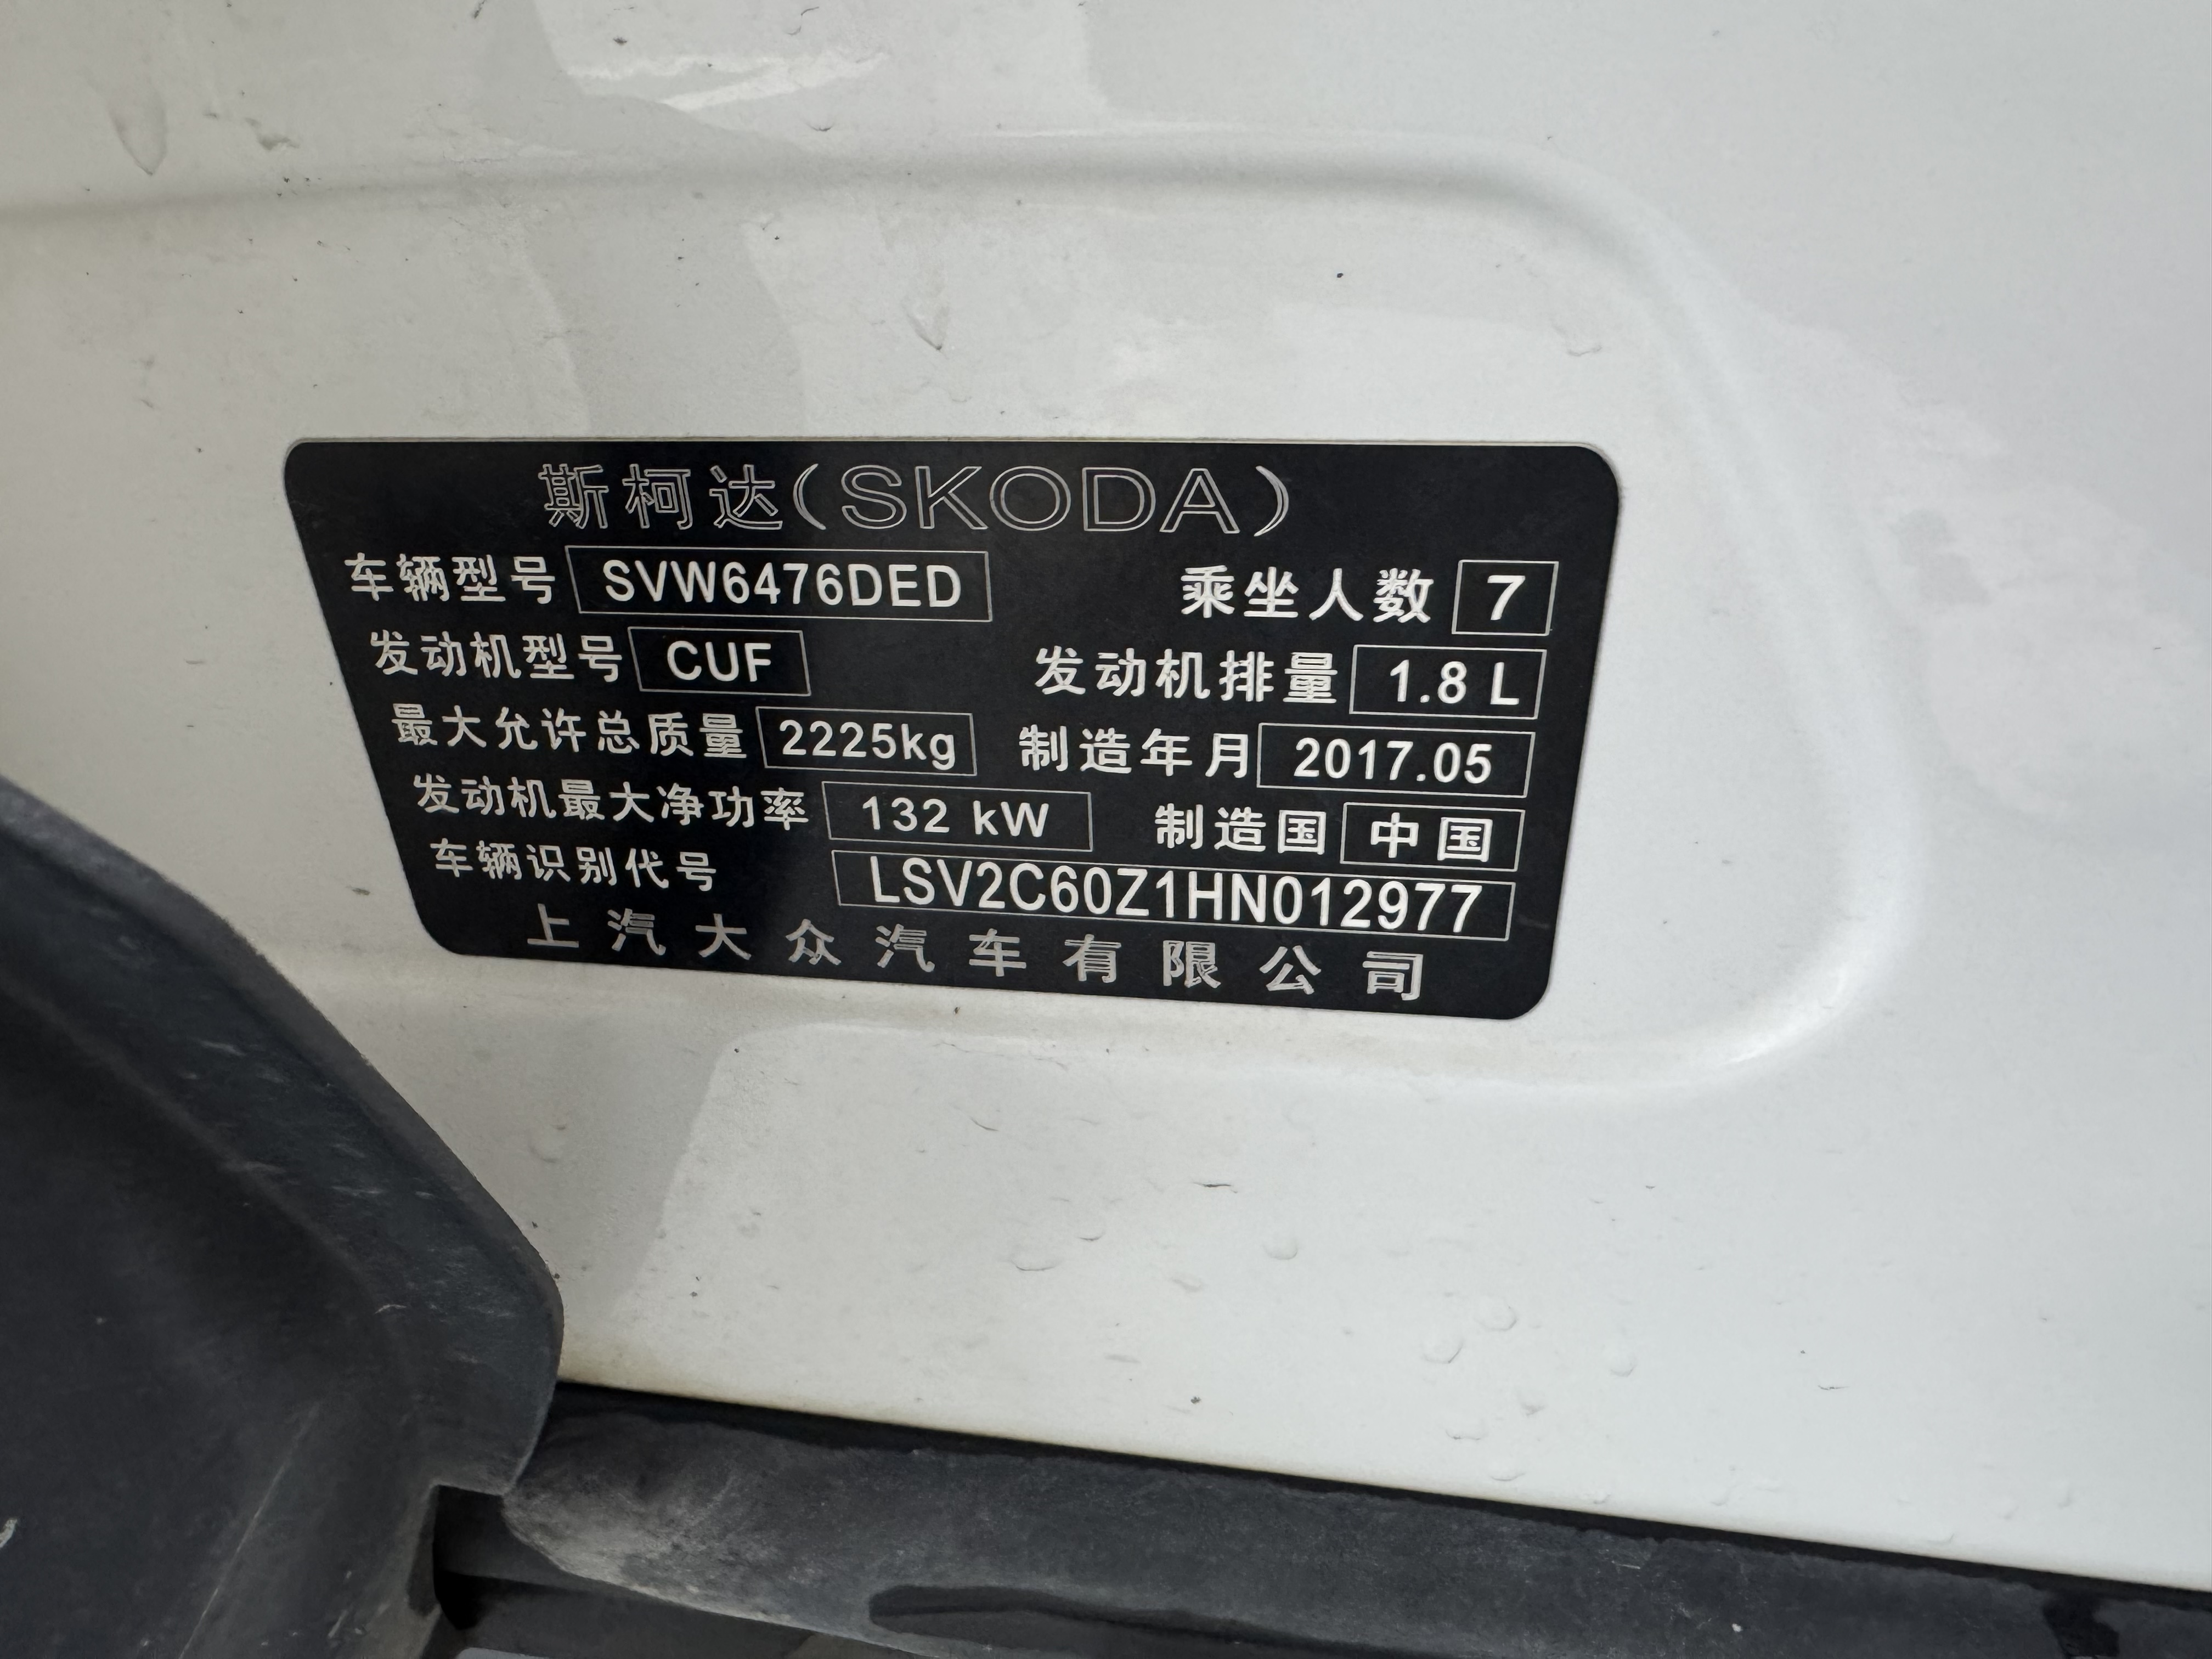 斯柯达(SKODA)
车辆型号 SVW6476DED 乘坐人数 7
发动机型号 CUF 发动机排量 1.8 L
最大允许总质量 2225kg 制造年月 2017.05
发动机最大净功率 132 kW 制造国 中国
车辆识别代号 LSV2C60Z1HN012977
上汽大众汽车有限公司